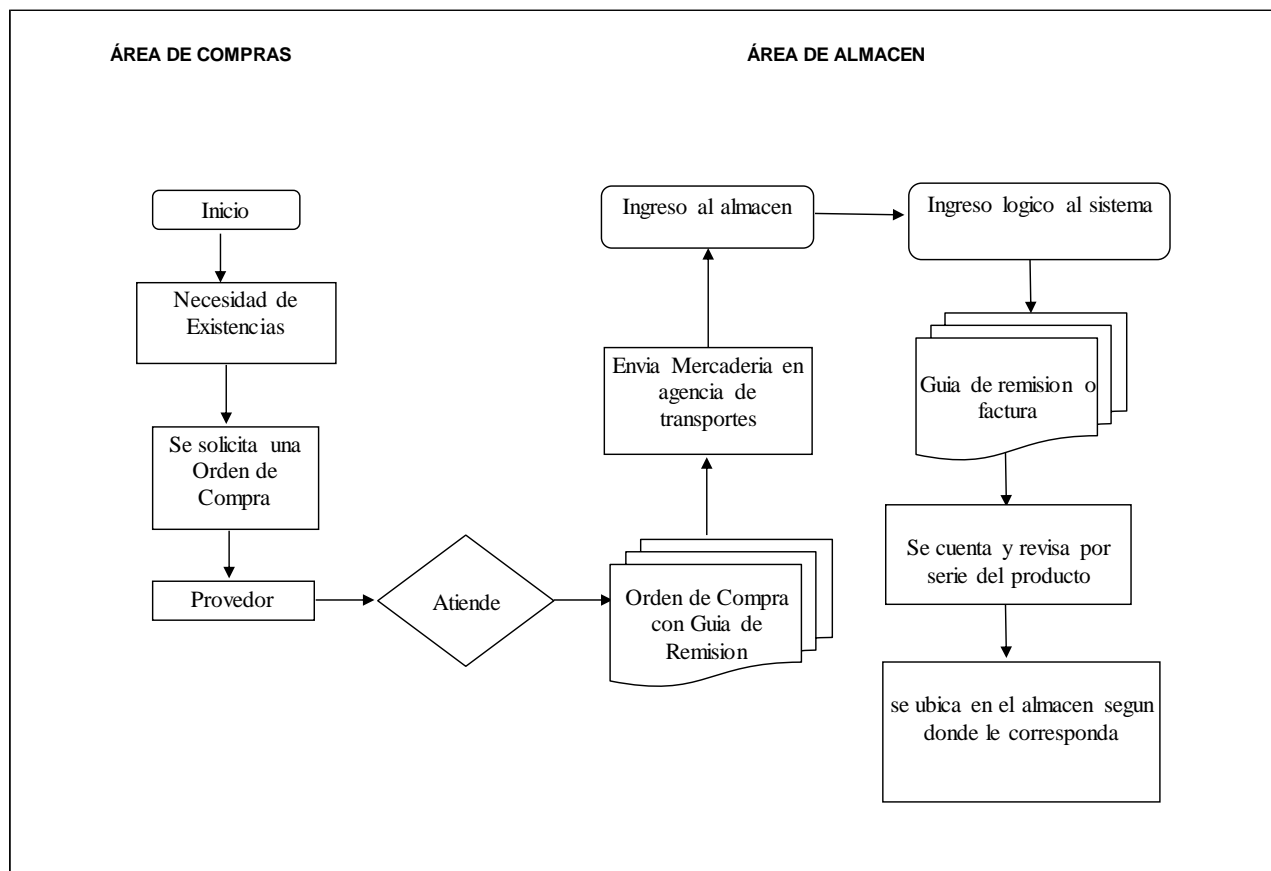 ÁREA DE COMPRAS
ÁREA DE ALMACEN
Inicio
Necesidad de
Existencias
Se solicita una
Orden de
Compra
Provedor
Atiende
Orden de Compra
con Guia de
Remision
Envia Mercaderia en
agencia de
transportes
Ingreso al almacen
Ingreso logico al sistema
Guia de remision o
factura
Se cuenta y revisa por
serie del producto
se ubica en el almacen segun
donde le corresponda